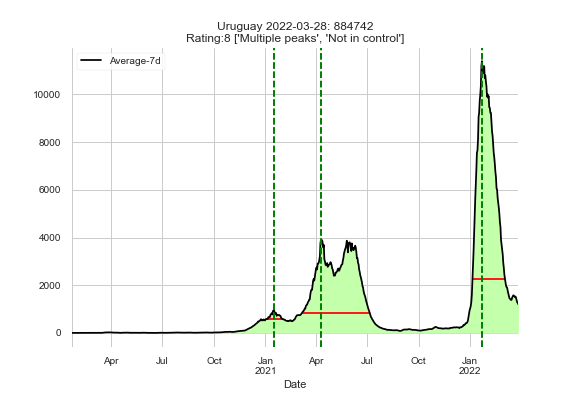 Uruguay 2022-03-28: 884742
Rating:8 ['Multiple peaks', 'Not in control']
Average-7d
10000
8000
6000
4000
2000
0
Apr
Jul
Oct
Jan
2021
Apr
Jul
Oct
Jan
2022
Date